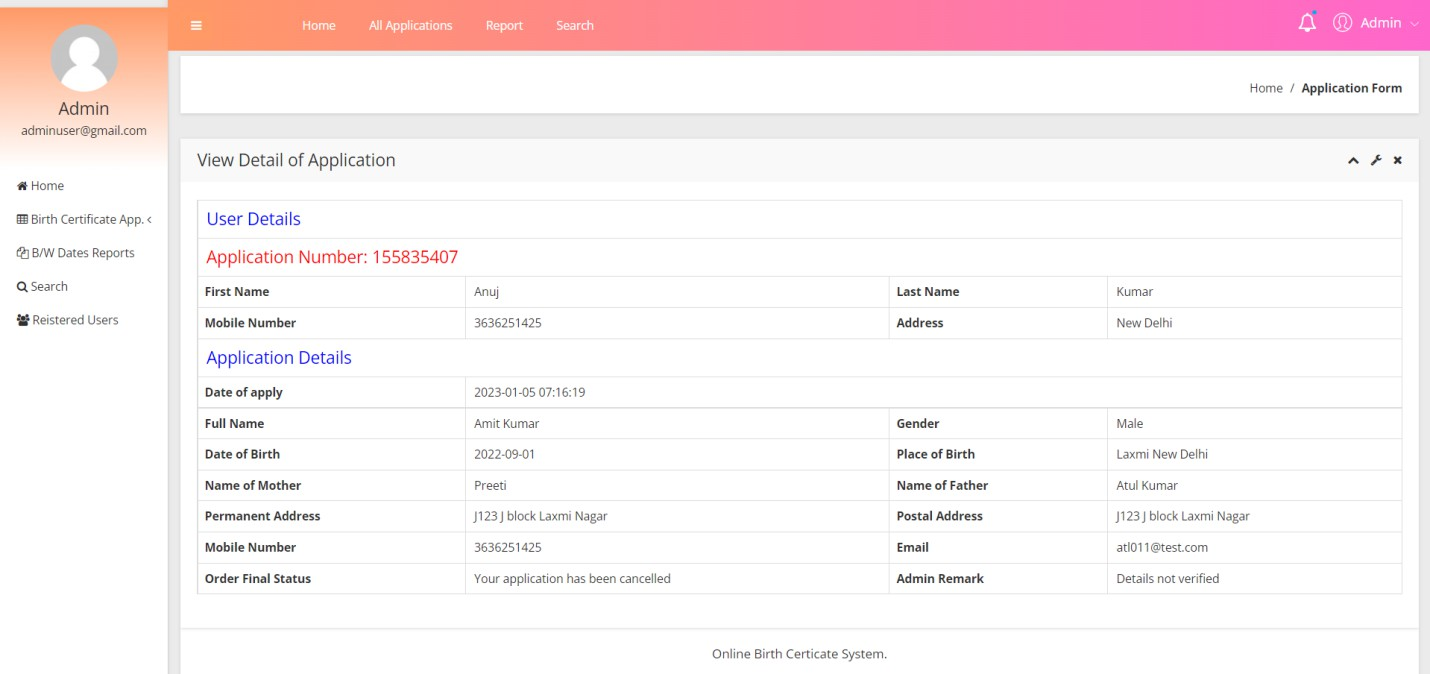 Home All Applications Report Search Admin
Admin
adminuser@gmail.com
Home
Birth Certificate App.
B/W Dates Reports
Search
Reistered Users
Home / Application Form
View Detail of Application
User Details
Application Number: 155835407
First Name Anuj Last Name Kumar
Mobile Number 3636251425 Address New Delhi
Application Details
Date of apply 2023-01-05 07:16:19
Full Name Amit Kumar Gender Male
Date of Birth 2022-09-01 Place of Birth Laxmi New Delhi
Name of Mother Preeti Name of Father Atul Kumar
Permanent Address J123 J block Laxmi Nagar Postal Address J123 J block Laxmi Nagar
Mobile Number 3636251425 Email atl011@test.com
Order Final Status Your application has been cancelled Admin Remark Details not verified
Online Birth Certicate System.